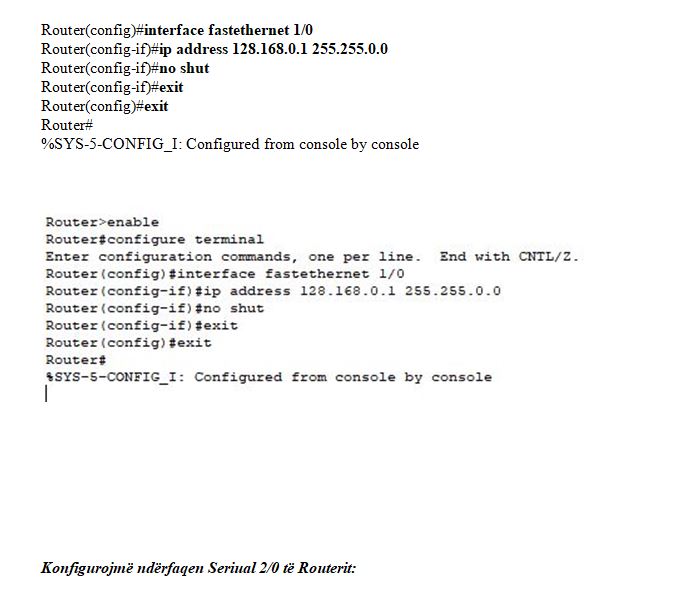 Router(config)#interface fastethernet 1/0
Router(config-if)#ip address 128.168.0.1 255.255.0.0
Router(config-if)#no shut
Router(config-if)#exit
Router(config)#exit
Router#
%SYS-5-CONFIG_I: Configured from console by console
Router>enable
Router#configure terminal
Enter configuration commands, one per line.  End with CNTL/Z.
Router(config)#interface fastethernet 1/0
Router(config-if)#ip address 128.168.0.1 255.255.0.0
Router(config-if)#no shut
Router(config-if)#exit
Router(config)#exit
Router#
%SYS-5-CONFIG_I: Configured from console by console
Konfigurojmë ndërfaqen Seriual 2/0 të Routerit: